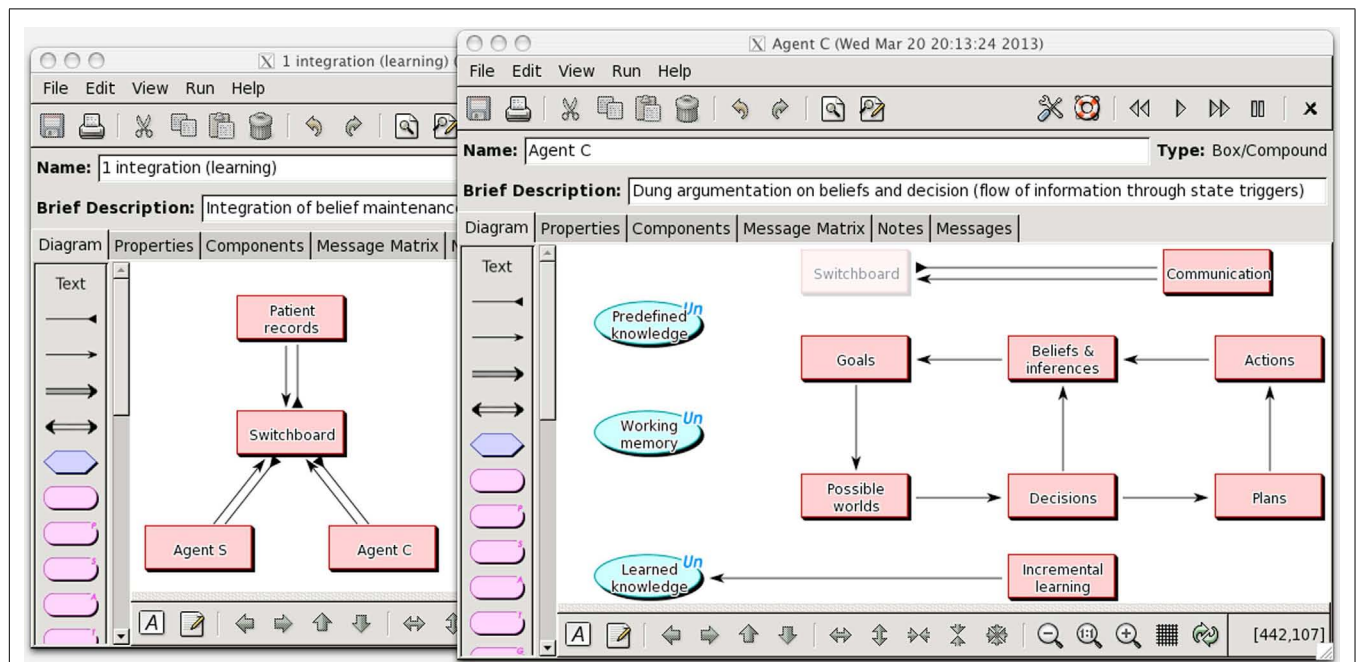 1 integration (learning) (
File Edit View Run Help
Name: 1 integration (learning)
Brief Description: Integration of belief maintenanc
Diagram Properties Components Message Matrix
Text
Patient
records
Switchboard
Agent S
Agent C
A
Agent C (Wed Mar 20 20:13:24 2013)
File Edit View Run Help
Name: Agent C Type: Box/Compound
Brief Description: Dung argumentation on beliefs and decision (flow of information through state triggers)
Diagram Properties Components Message Matrix Notes Messages
Text
Switchboard
Communication
Un
Predefined
knowledge
Goals
Beliefs &
inferences
Actions
Un
Working
memory
Possible
worlds
Decisions
Plans
Un
Learned
knowledge
Incremental
learning
A
1:1
[442,107]